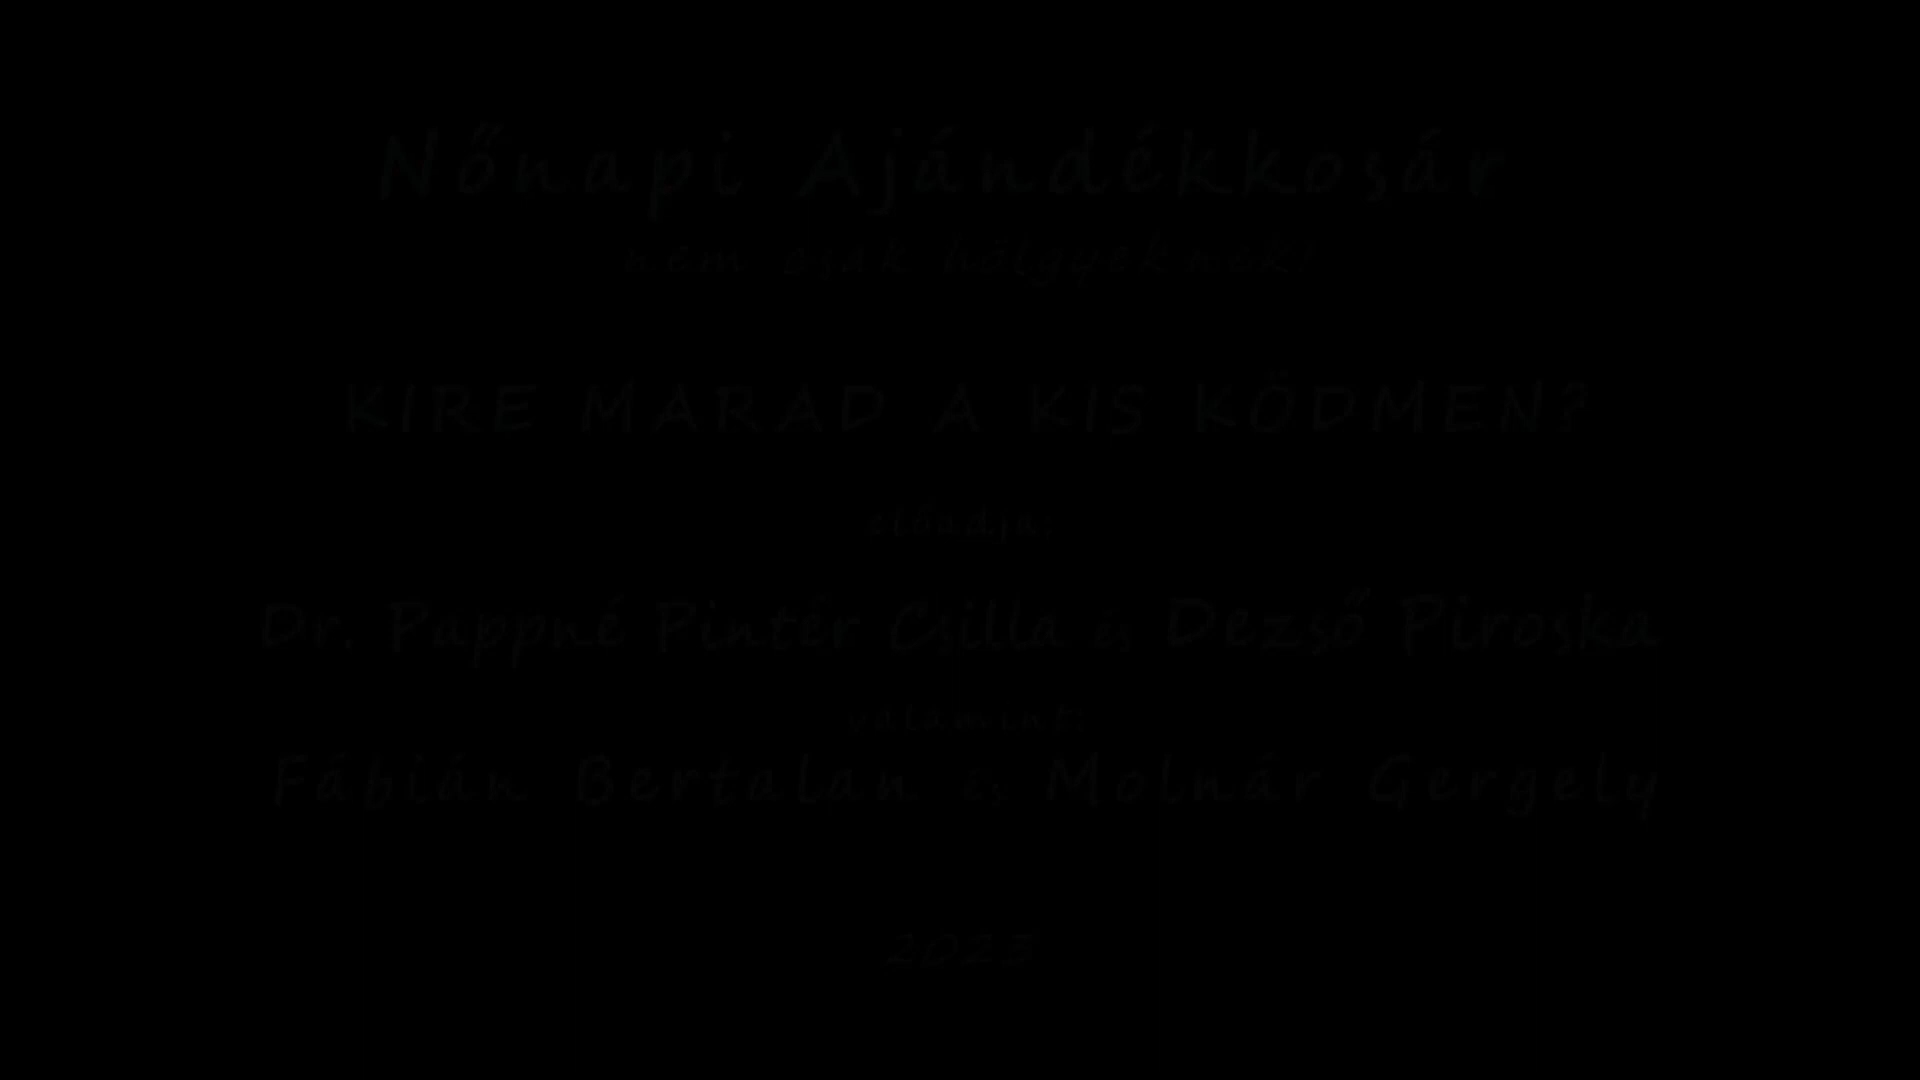 Nőnapi Ajándékkosár
nem csak hölgyeknek!
KIRE MARAD A KIS KÖDMEN?
előadja:
Dr. Pappné Pintér Csilla és Dezső Piroska
valamint:
Fábián Bertalan és Molnár Gergely
2023